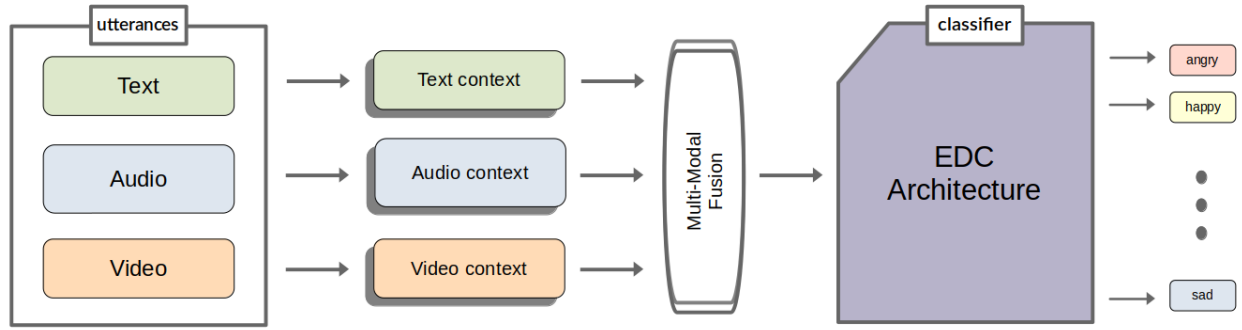 utterances
Text
Audio
Video
Text context
Audio context
Video context
Multi-Modal
Fusion
classifier
EDC
Architecture
angry
happy
sad